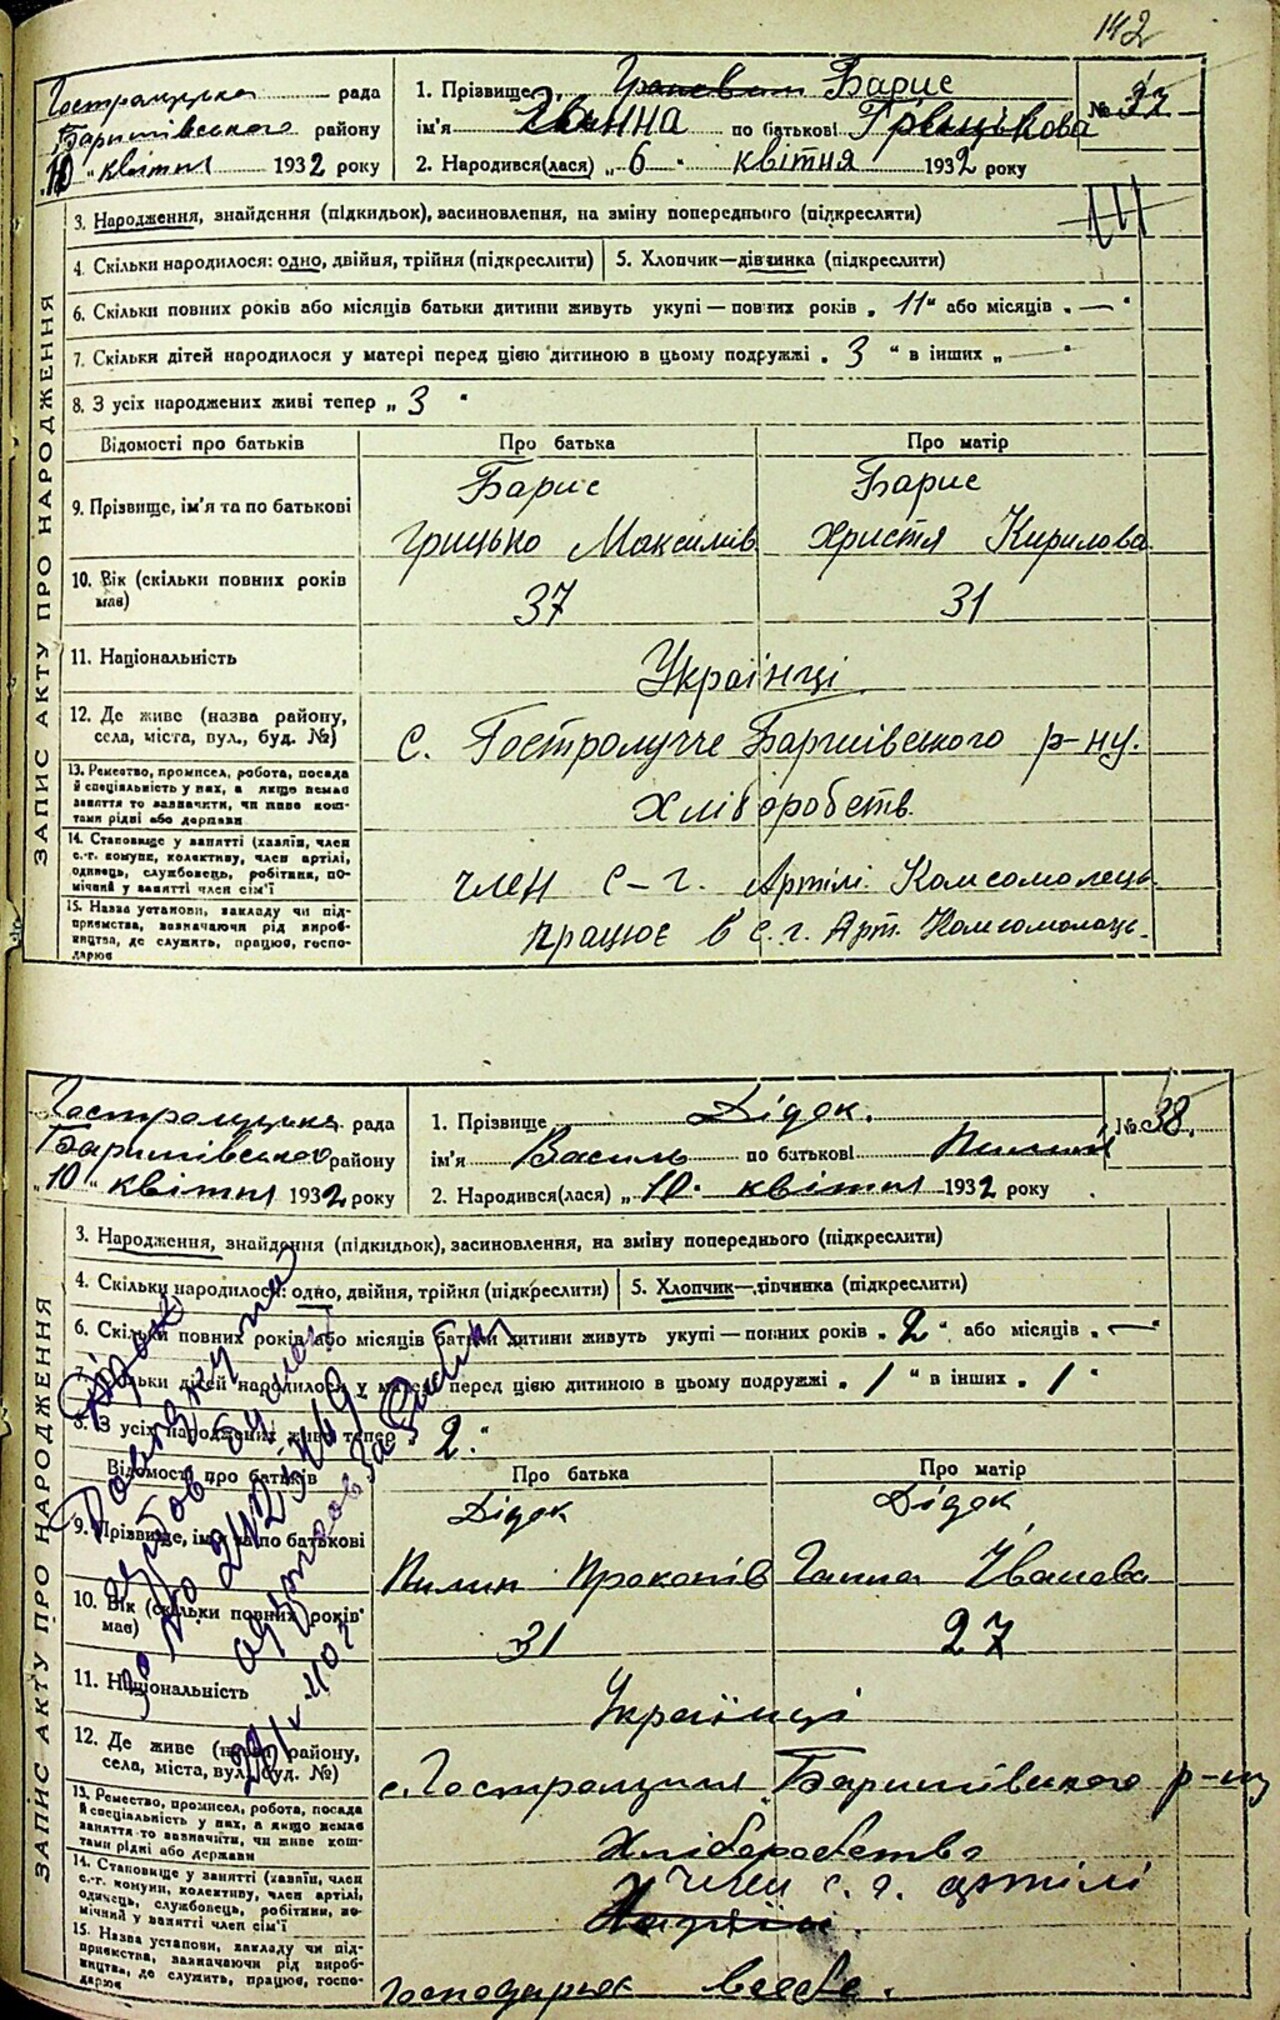 142
Гостролуцька рада
Баришівського району
"10" квітня 1932 року
1. Прізвище Барис
ім'я Ганна по батькові Грицькова
2. Народився(лася) „ 6 " квітня 1932 року
№ 37
ЗАПИС АКТУ ПРО НАРОДЖЕННЯ
3. Народження, знайдення (підкидьок), васиновлення, на зміну попереднього (підкреслити)
4. Скільки народилося: одно, двійня, трійня (підкреслити) 5. Хлопчик—дівчинка (підкреслити)
6. Скільки повних років або місяців батьки дитини живуть укупі — повних років „ 11 " або місяців „ — "
7. Скільки дітей народилося у матері перед цією дитиною в цьому подружжі „ 3 " в інших „ — "
8. З усіх народжених живі тепер „ 3 "
Відомості про батьків Про батька Про матір
9. Прізвище, ім'я та по батькові
Барис Барис
Грицько Максимів Христя Кирилова
10. Вік (скільки повних років має) 37 31
11. Національність Українці
12. Де живе (назва району, села, міста, вул., буд. №)
с. Гостролуччє Баришівського р-ну.
13. Ремество, промисел, робота, посада й спеціяльність у них, а якщо немає заняття то зазначити, чи живе коштами рідні або держави
Хліборобств.
14. Становище у занятті (хазяїн, член с.-г. комуни, колективу, член артілі, одинець, службовець, робітник, помічний у занятті член сім'ї
член с-г. Артілі Комсомолець
15. Назва установи, закладу чи підприємства, зазначаючи рід виробництва, де служить, працює, господарює
працює в с. г. Арт. Комсомолець.
Гостролуцька рада
Баришівського району
"10" квітня 1932 року
1. Прізвище Дідок.
ім'я Василь по батькові Пилип
2. Народився(лася) „ 10 " квітня 1932 року
№ 38.
ЗАПИС АКТУ ПРО НАРОДЖЕННЯ
3. Народження, знайдення (підкидьок), засиновлення, на зміну попереднього (підкреслити)
4. Скільки народилося: одно, двійня, трійня (підкреслити) 5. Хлопчик—дівчинка (підкреслити)
6. Скільки повних років або місяців батьки дитини живуть укупі — повних років „ 2 " або місяців „ — "
7. Скільки дітей народилося у матері перед цією дитиною в цьому подружжі „ 1 " в інших „ 1 "
8. З усіх народжених живі тепер „ 2. "
Відомості про батьків Про батька Про матір
9. Прізвище, ім'я та по батькові
Дідок Дідок
Пилип Прокопів Ганна Іванова
10. Вік (скільки повних років має) 31 27
11. Національність Українці
12. Де живе (назва району, села, міста, вул., буд. №)
с. Гостролуччя Баришівського р-ну
13. Ремество, промисел, робота, посада й спеціяльність у них, а якщо немає заняття то зазначити, чи живе коштами рідні або держави
Хліборобство
14. Становище у занятті (хазяїн, член с.-г. комуни, колективу, член артілі, одинець, службовець, робітник, помічний у занятті член сім'ї
член с. г. артілі
15. Назва установи, закладу чи підприємства, зазначаючи рід виробництва, де служить, працює, господарює
Господарює в себе.